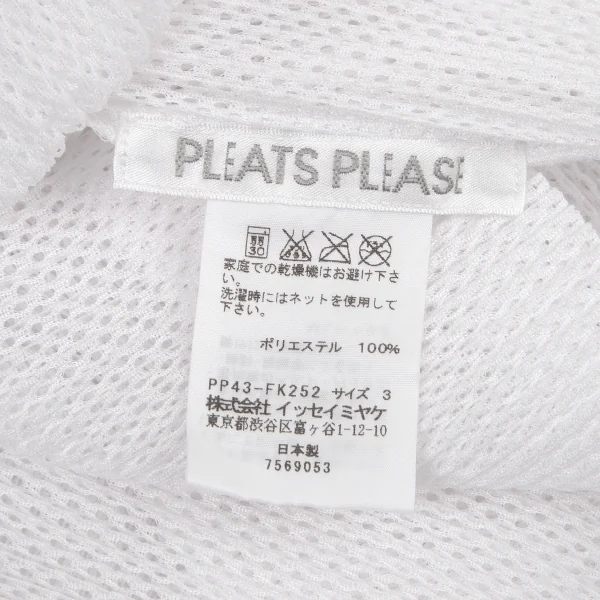 PLEATS PLEASE
弱
30
家庭での乾燥機はお避け下さ
い。
洗濯時にはネットを使用して
下さい。
ポリエステル 100%
PP43-FK252 サイズ 3
株式会社 イッセイミヤケ
東京都渋谷区富ヶ谷1-12-10
日本製
7569053